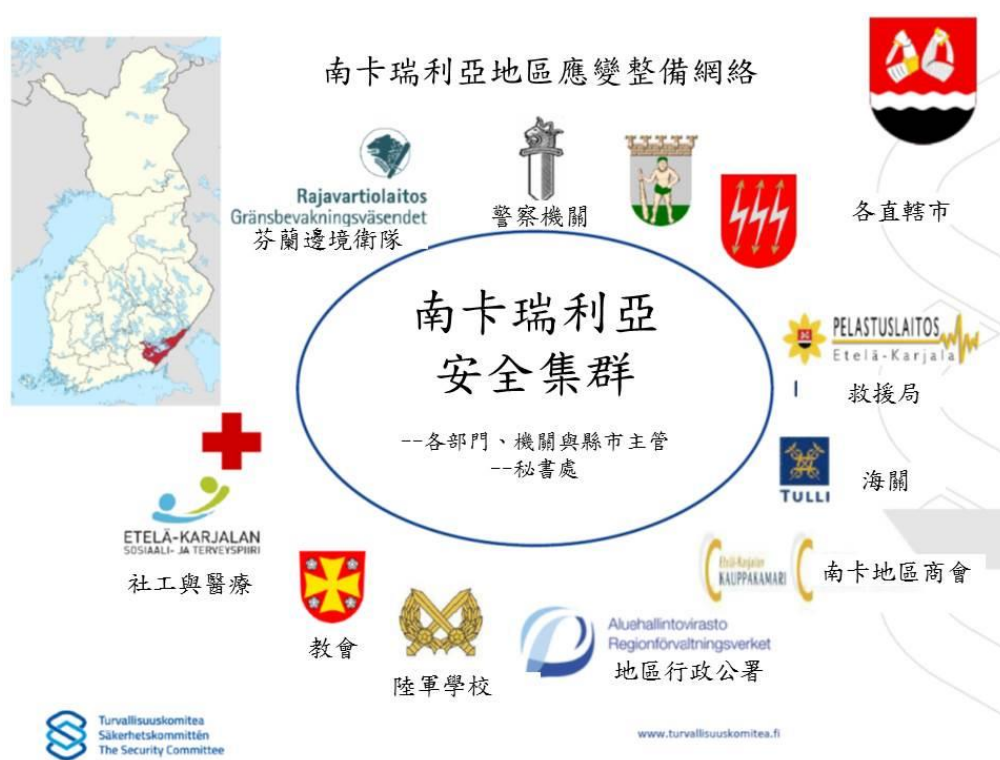 南卡瑞利亞地區應變整備網絡
Rajavartiolaitos
Gränsbevakningsväsendet
芬蘭邊境衛隊
警察機關
各直轄市
南卡瑞利亞
安全集群
--各部門、機關與縣市主管
--秘書處
PELASTUSLAITOS
Etelä-Karjala
救援局
TULLI
海關
Etelä-Karjalan
KAUPPAKAMARI
南卡地區商會
ETELÄ-KARJALAN
SOSIAALI- JA TERVEYSPIIRI
社工與醫療
教會
陸軍學校
Aluehallintovirasto
Regionförvaltningsverket
地區行政公署
Turvallisuuskomitea
Säkerhetskommittén
The Security Committee
www.turvallisuuskomitea.fi